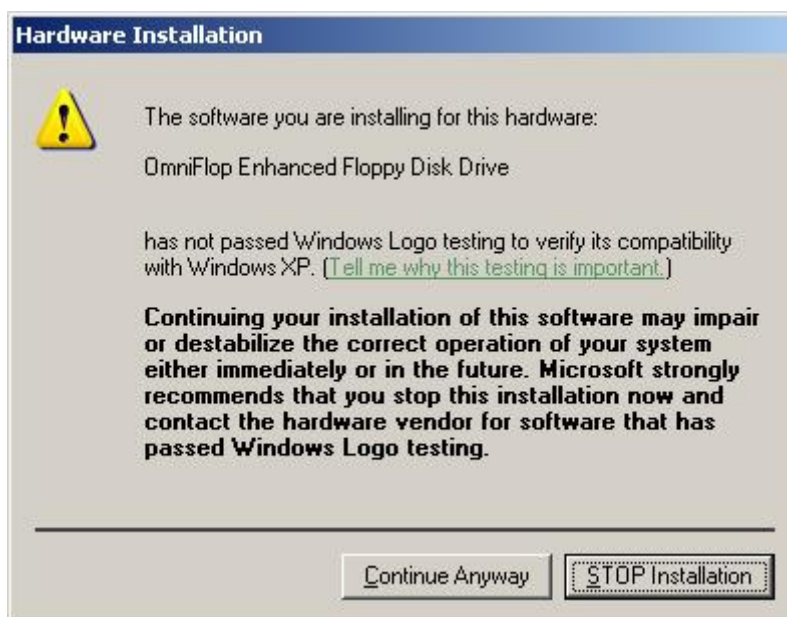 Hardware Installation
The software you are installing for this hardware:
OmniFlop Enhanced Floppy Disk Drive
has not passed Windows Logo testing to verify its compatibility
with Windows XP. (Tell me why this testing is important.)
Continuing your installation of this software may impair
or destabilize the correct operation of your system
either immediately or in the future. Microsoft strongly
recommends that you stop this installation now and
contact the hardware vendor for software that has
passed Windows Logo testing.
Continue Anyway
STOP Installation